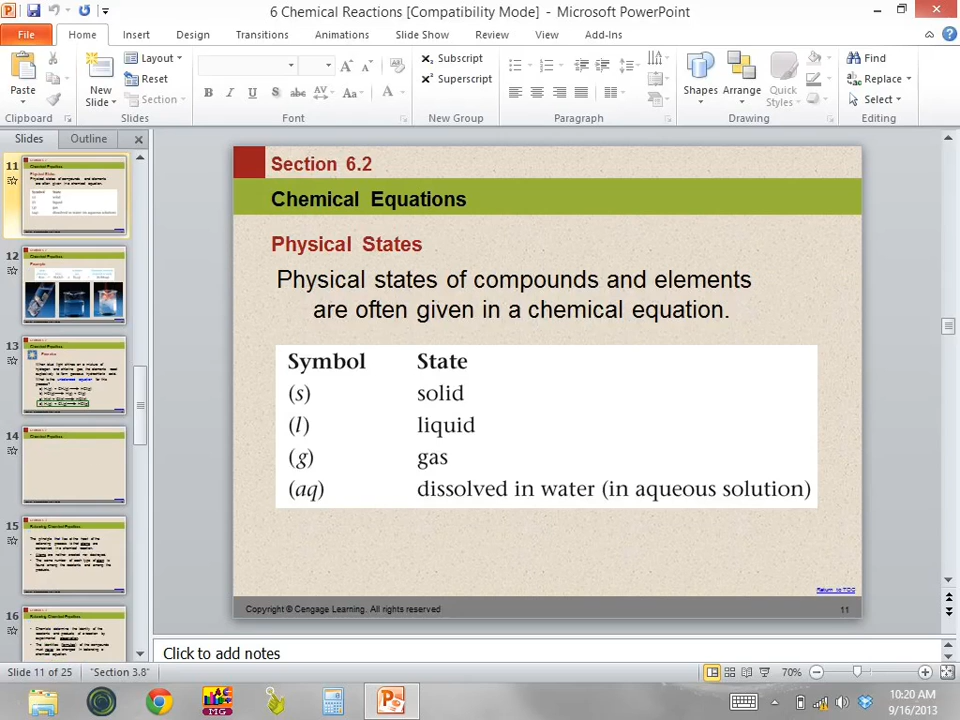 6 Chemical Reactions [Compatibility Mode] - Microsoft PowerPoint
File Home Insert Design Transitions Animations Slide Show Review View Add-Ins
Paste
New Slide
Layout
Reset
Section
Subscript
Superscript
Shapes
Arrange
Quick Styles
Find
Replace
Select
Clipboard Slides Font New Group Paragraph Drawing Editing
Slides Outline
11
12
13
14
15
16
Section 6.2
Chemical Equations
Physical States
Physical states of compounds and elements
are often given in a chemical equation.
Symbol State
(s) solid
(l) liquid
(g) gas
(aq) dissolved in water (in aqueous solution)
Return to TOC
Copyright © Cengage Learning. All rights reserved 11
Click to add notes
Slide 11 of 25 "Section 3.8" 70%
MG
10:20 AM
9/16/2013